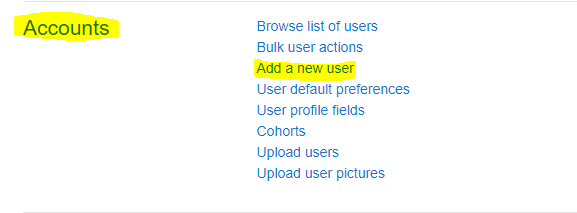 Accounts
Browse list of users
Bulk user actions
Add a new user
User default preferences
User profile fields
Cohorts
Upload users
Upload user pictures